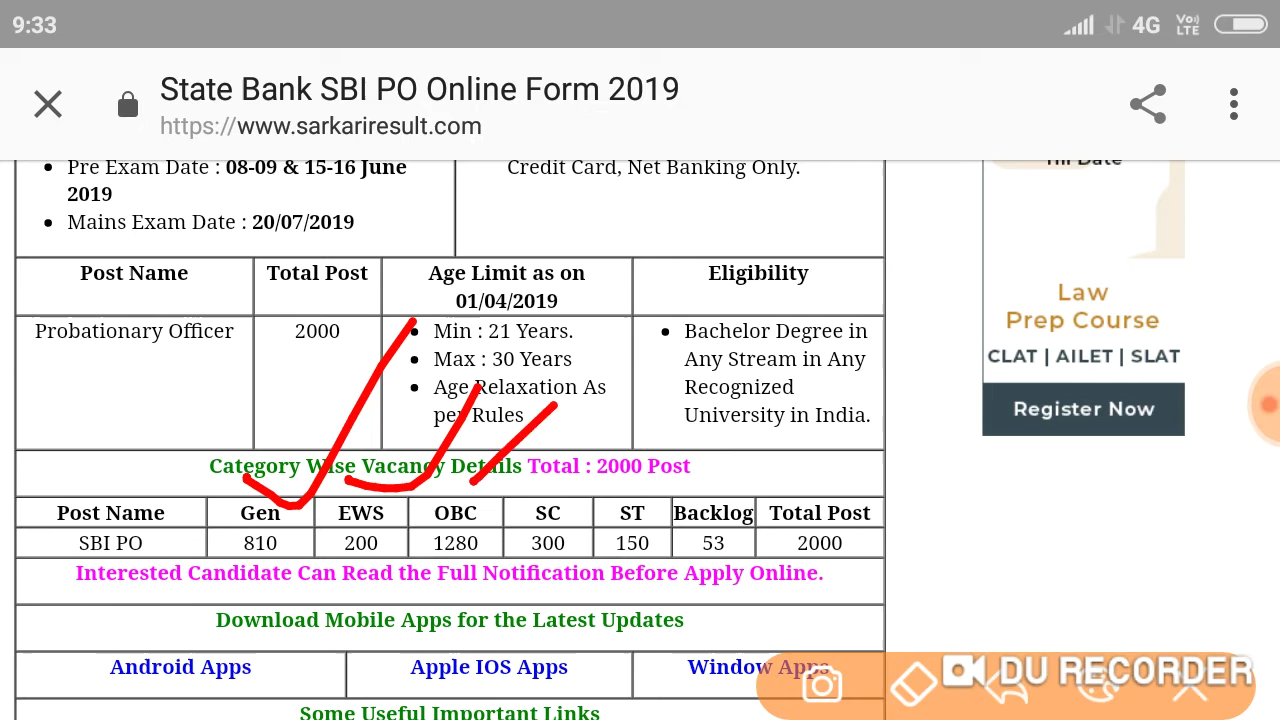 9:33
4G
Vo)) LTE
State Bank SBI PO Online Form 2019
https://www.sarkariresult.com
Pre Exam Date : 08-09 & 15-16 June
2019
Mains Exam Date : 20/07/2019
Credit Card, Net Banking Only.
Till Date
Law
Prep Course
CLAT | AILET | SLAT
Register Now
Post Name Total Post Age Limit as on
01/04/2019 Eligibility
Probationary Officer 2000
Min : 21 Years.
Max : 30 Years
Age Relaxation As
per Rules
Bachelor Degree in
Any Stream in Any
Recognized
University in India.
Category Wise Vacancy Details Total : 2000 Post
Post Name Gen EWS OBC SC ST Backlog Total Post
SBI PO 810 200 1280 300 150 53 2000
Interested Candidate Can Read the Full Notification Before Apply Online.
Download Mobile Apps for the Latest Updates
Android Apps Apple IOS Apps Window Apps
DU RECORDER
Some Useful Important Links